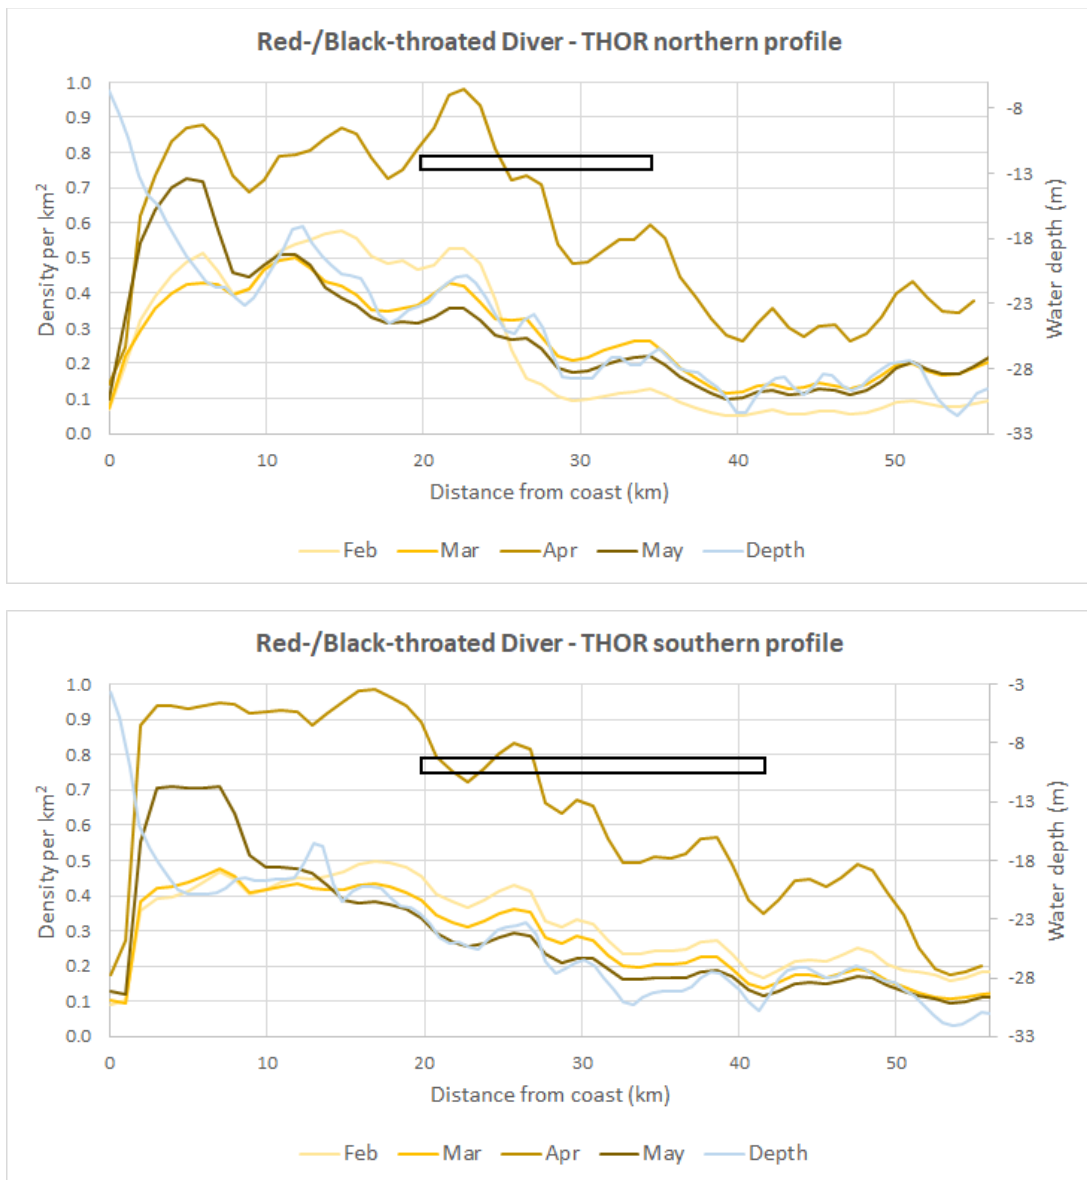 Red-/Black-throated Diver - THOR northern profile
1.0
0.9
0.8
0.7
0.6
0.5
0.4
0.3
0.2
0.1
0.0
Density per km2
-8
-13
-18
-23
-28
-33
Water depth (m)
0 10 20 30 40 50
Distance from coast (km)
Feb Mar Apr May Depth
Red-/Black-throated Diver - THOR southern profile
1.0
0.9
0.8
0.7
0.6
0.5
0.4
0.3
0.2
0.1
0.0
Density per km2
-3
-8
-13
-18
-23
-28
-33
Water depth (m)
0 10 20 30 40 50
Distance from coast (km)
Feb Mar Apr May Depth